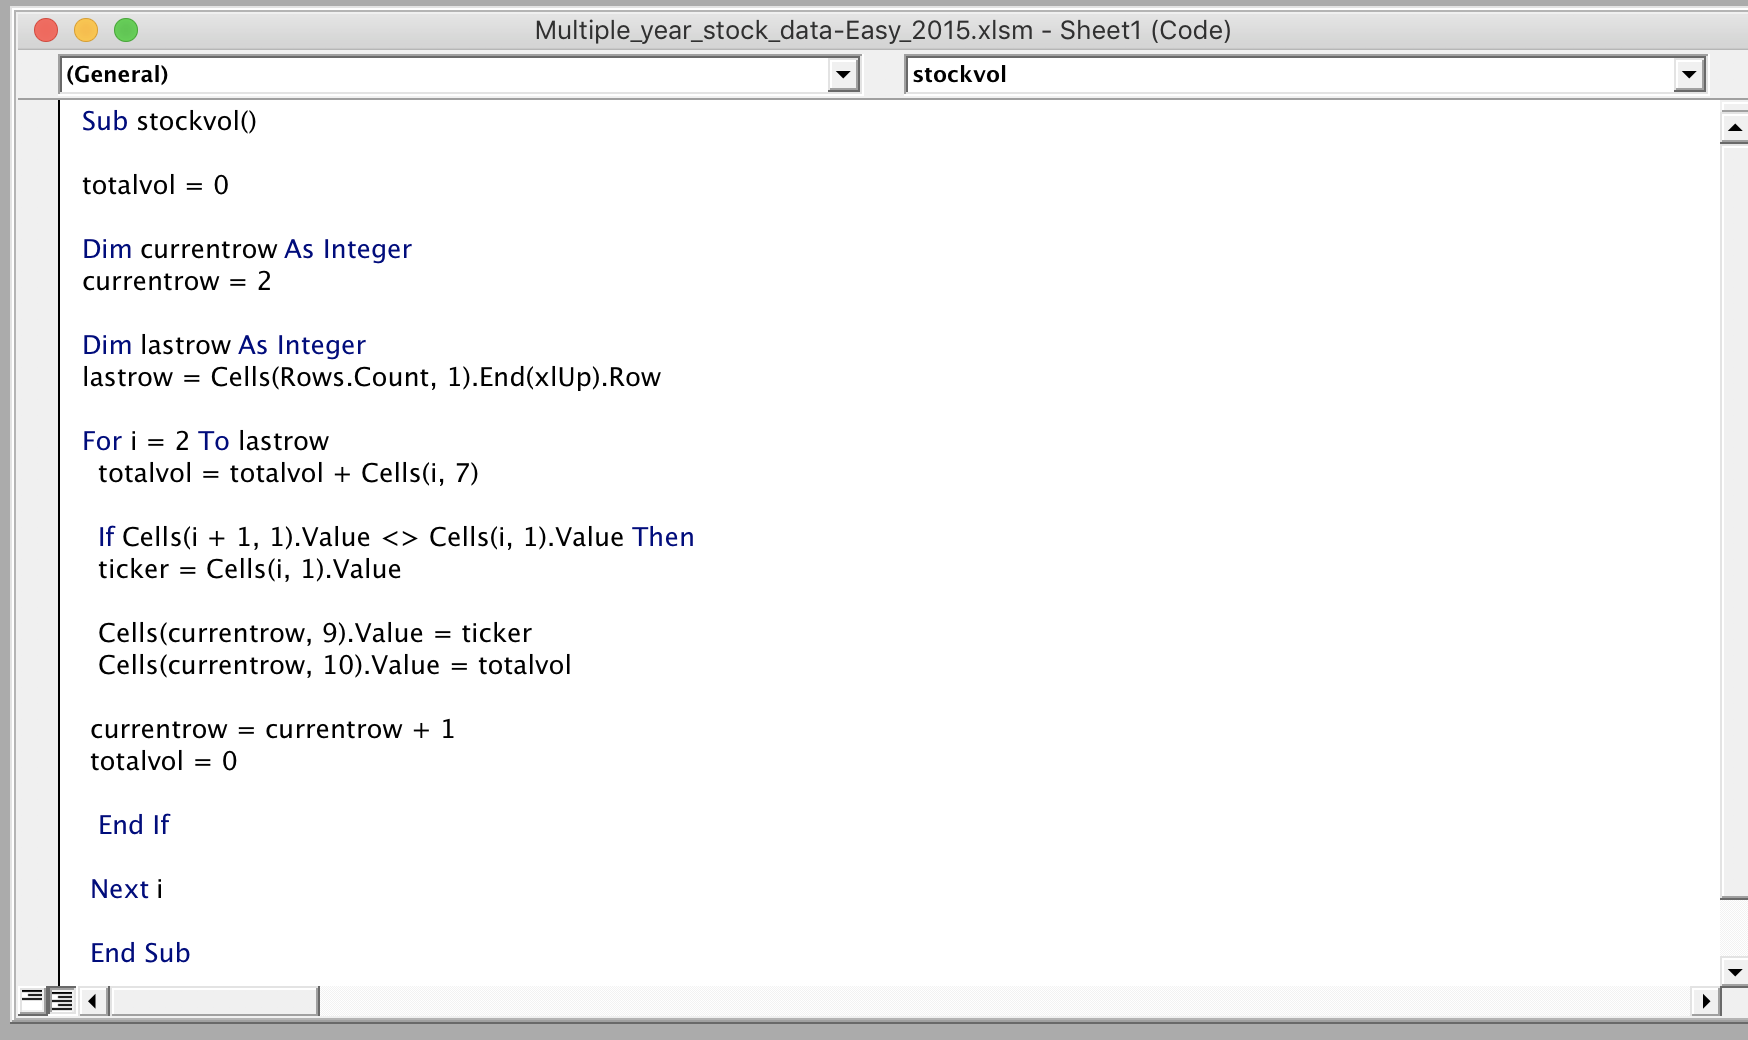 Multiple_year_stock_data-Easy_2015.xlsm - Sheet1 (Code)
(General) stockvol
Sub stockvol()
totalvol = 0
Dim currentrow As Integer
currentrow = 2
Dim lastrow As Integer
lastrow = Cells(Rows.Count, 1).End(xlUp).Row
For i = 2 To lastrow
totalvol = totalvol + Cells(i, 7)
If Cells(i + 1, 1).Value <> Cells(i, 1).Value Then
ticker = Cells(i, 1).Value
Cells(currentrow, 9).Value = ticker
Cells(currentrow, 10).Value = totalvol
currentrow = currentrow + 1
totalvol = 0
End If
Next i
End Sub